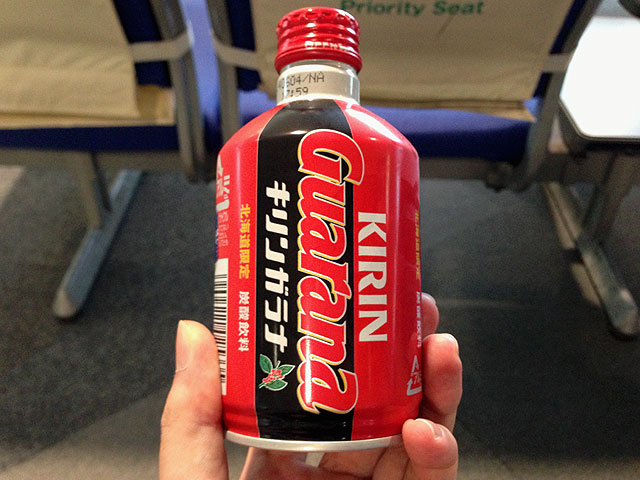 Priority Seat
KIRIN
Guarana
キリンガラナ
北海道限定 炭酸飲料